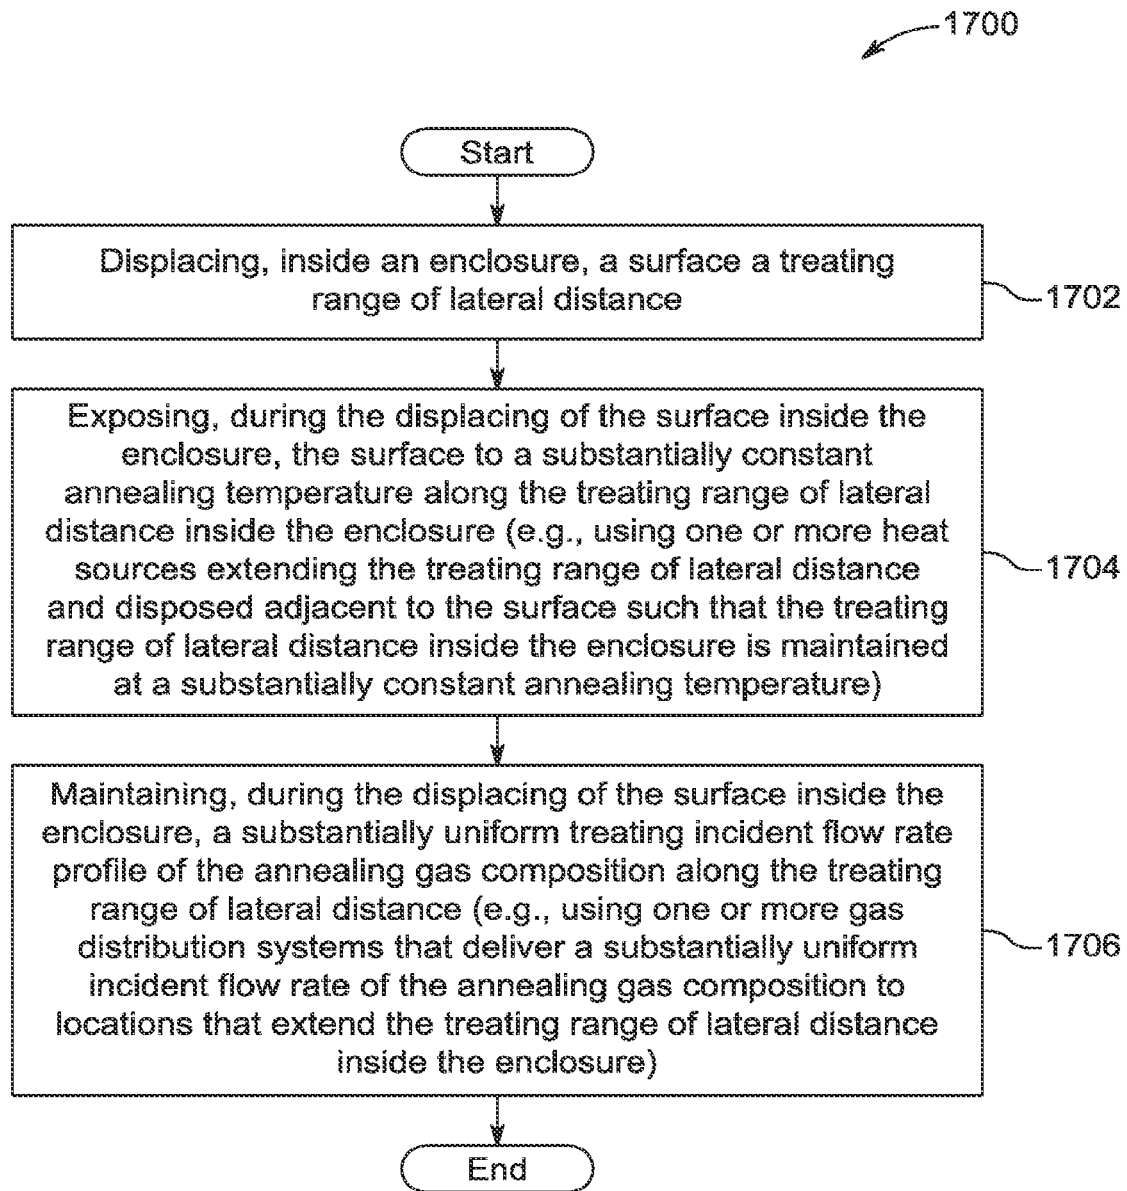 1700
Start
Displacing, inside an enclosure, a surface a treating
range of lateral distance
1702
Exposing, during the displacing of the surface inside the
enclosure, the surface to a substantially constant
annealing temperature along the treating range of lateral
distance inside the enclosure (e.g., using one or more heat
sources extending the treating range of lateral distance
and disposed adjacent to the surface such that the treating
range of lateral distance inside the enclosure is maintained
at a substantially constant annealing temperature)
1704
Maintaining, during the displacing of the surface inside the
enclosure, a substantially uniform treating incident flow rate
profile of the annealing gas composition along the treating
range of lateral distance (e.g., using one or more gas
distribution systems that deliver a substantially uniform
incident flow rate of the annealing gas composition to
locations that extend the treating range of lateral distance
inside the enclosure)
1706
End